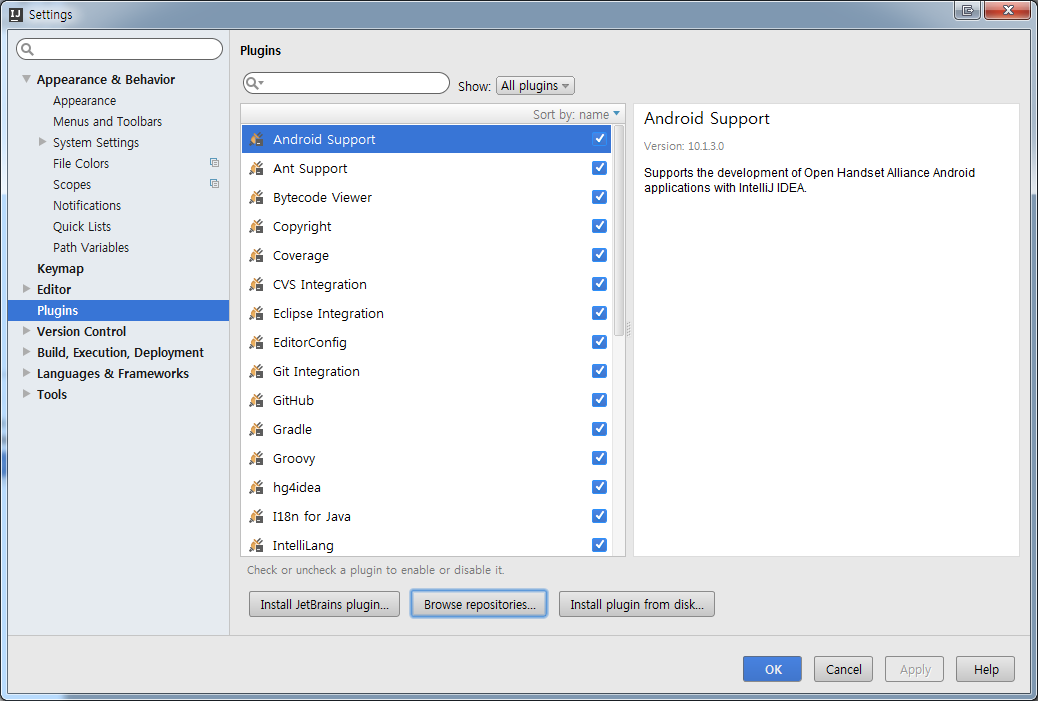 Settings
Appearance & Behavior
Appearance
Menus and Toolbars
System Settings
File Colors
Scopes
Notifications
Quick Lists
Path Variables
Keymap
Editor
Plugins
Version Control
Build, Execution, Deployment
Languages & Frameworks
Tools
Plugins
Show: All plugins
Sort by: name
Android Support
Ant Support
Bytecode Viewer
Copyright
Coverage
CVS Integration
Eclipse Integration
EditorConfig
Git Integration
GitHub
Gradle
Groovy
hg4idea
I18n for Java
IntelliLang
Android Support
Version: 10.1.3.0
Supports the development of Open Handset Alliance Android
applications with IntelliJ IDEA.
Check or uncheck a plugin to enable or disable it.
Install JetBrains plugin... Browse repositories... Install plugin from disk...
OK Cancel Apply Help